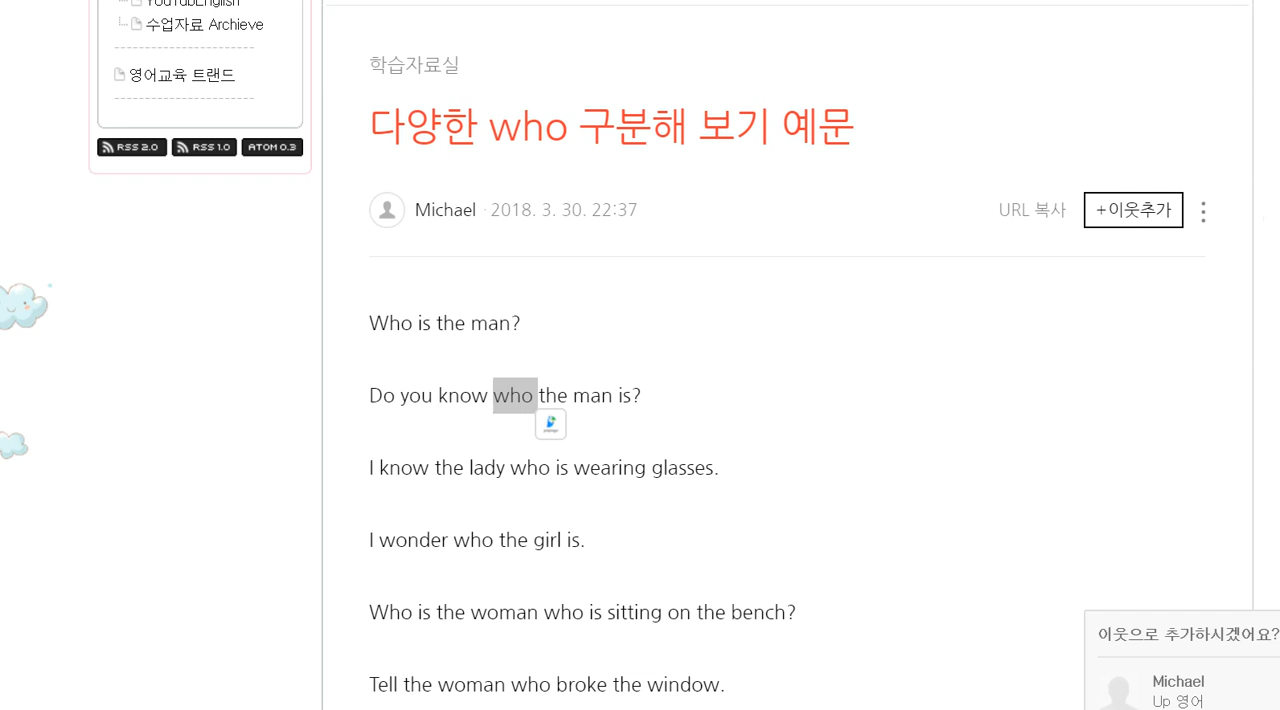 YouTubEnglish
수업자료 Archieve
영어교육 트랜드
RSS 2.0 RSS 1.0 ATOM 0.3
학습자료실
다양한 who 구분해 보기 예문
Michael · 2018. 3. 30. 22:37
URL 복사 +이웃추가
Who is the man?
Do you know who the man is?
I know the lady who is wearing glasses.
I wonder who the girl is.
Who is the woman who is sitting on the bench?
Tell the woman who broke the window.
이웃으로 추가하시겠어요?
Michael
Up 영어